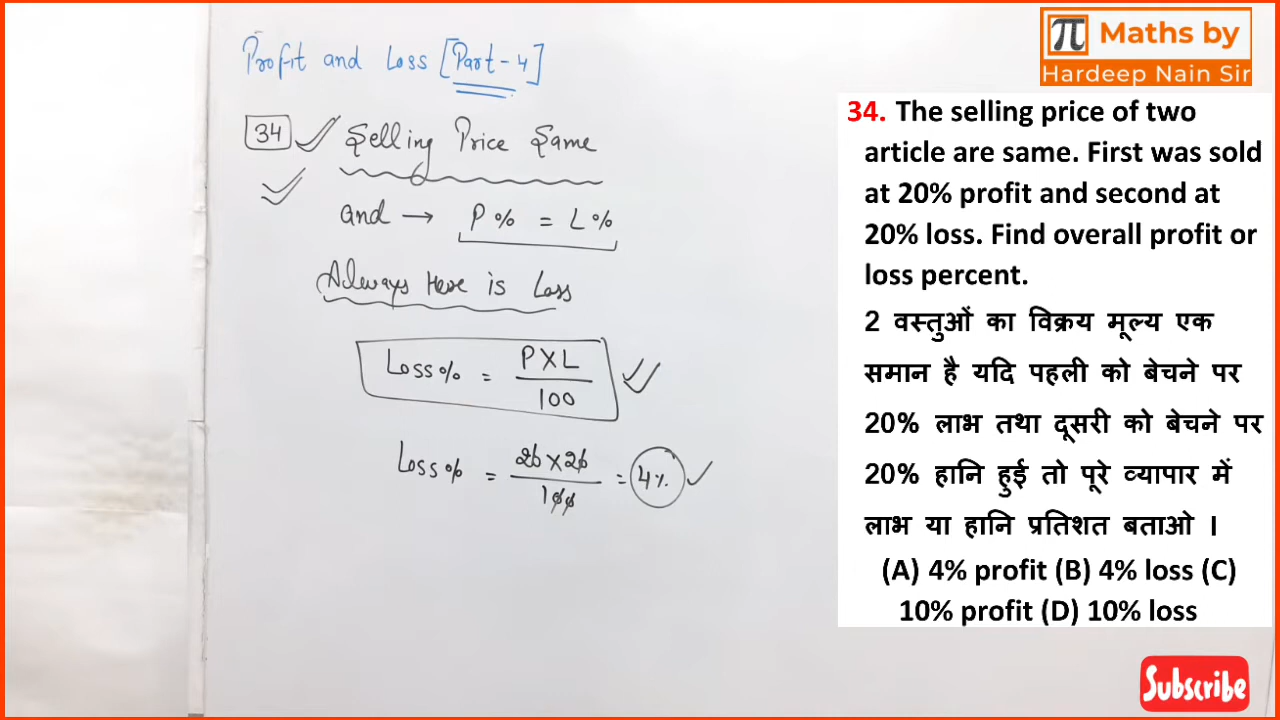 Profit and Loss [Part-4]
34 Selling Price Same
and → P% = L%
Always Here is Loss
Loss% = P×L / 100
Loss% = 20×20 / 100 = 4%
π Maths by
Hardeep Nain Sir
34. The selling price of two
article are same. First was sold
at 20% profit and second at
20% loss. Find overall profit or
loss percent.
2 वस्तुओं का विक्रय मूल्य एक
समान है यदि पहली को बेचने पर
20% लाभ तथा दूसरी को बेचने पर
20% हानि हुई तो पूरे व्यापार में
लाभ या हानि प्रतिशत बताओ ।
(A) 4% profit (B) 4% loss (C)
10% profit (D) 10% loss
Subscribe